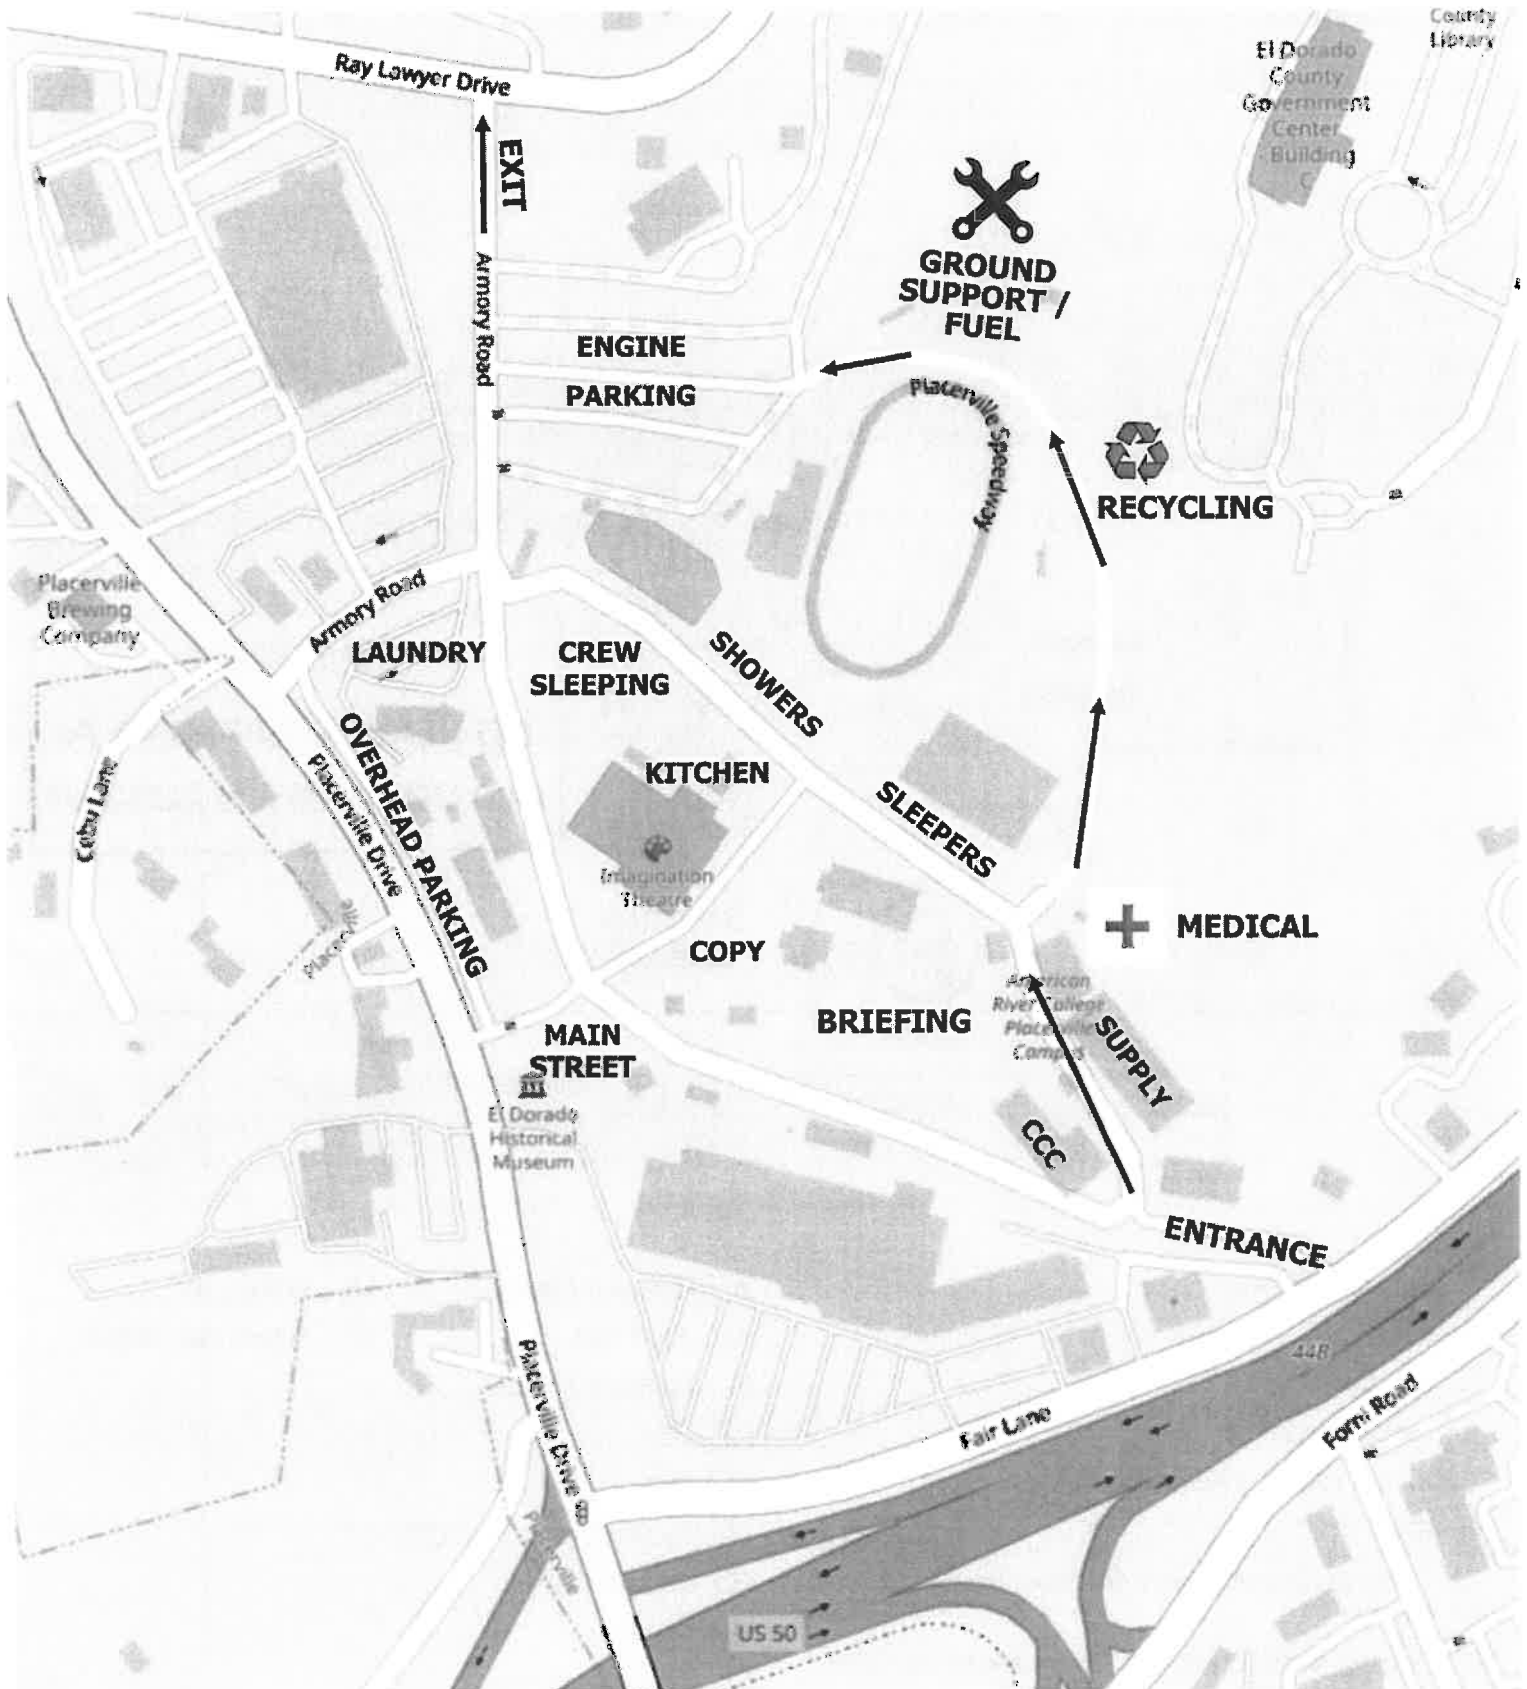 County
Library
El Dorado
County
Government
Center
Building
C
Ray Lawyer Drive
EXIT
Armory Road
GROUND
SUPPORT /
FUEL
ENGINE
PARKING
Placerville Speedway
RECYCLING
Placerville
Brewing
Company
Armory Road
LAUNDRY
CREW
SLEEPING
SHOWERS
OVERHEAD PARKING
Placerville Drive
KITCHEN
SLEEPERS
Imagination
Theatre
MEDICAL
COPY
American
River College
Placerville
Campus
BRIEFING
SUPPLY
MAIN
STREET
El Dorado
Historical
Museum
CCC
ENTRANCE
Placerville Drive
Fair Lane
44B
Forni Road
US 50